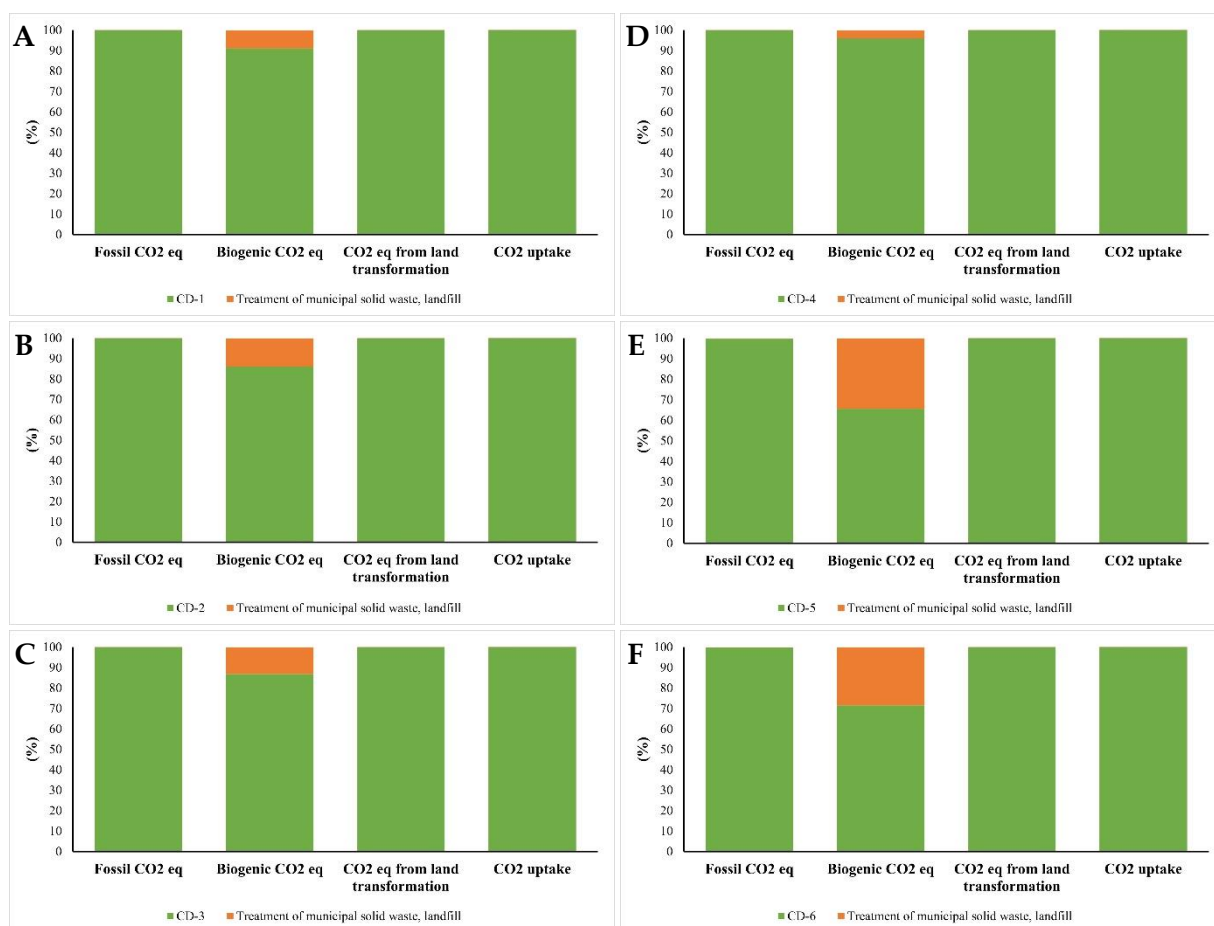 A
100
90
80
70
60
50
40
30
20
10
0
(%)
Fossil CO2 eq
Biogenic CO2 eq
CO2 eq from land
transformation
CO2 uptake
CD-1
Treatment of municipal solid waste, landfill
D
100
90
80
70
60
50
40
30
20
10
0
(%)
Fossil CO2 eq
Biogenic CO2 eq
CO2 eq from land
transformation
CO2 uptake
CD-4
Treatment of municipal solid waste, landfill
B
100
90
80
70
60
50
40
30
20
10
0
(%)
Fossil CO2 eq
Biogenic CO2 eq
CO2 eq from land
transformation
CO2 uptake
CD-2
Treatment of municipal solid waste, landfill
E
100
90
80
70
60
50
40
30
20
10
0
(%)
Fossil CO2 eq
Biogenic CO2 eq
CO2 eq from land
transformation
CO2 uptake
CD-5
Treatment of municipal solid waste, landfill
C
100
90
80
70
60
50
40
30
20
10
0
(%)
Fossil CO2 eq
Biogenic CO2 eq
CO2 eq from land
transformation
CO2 uptake
CD-3
Treatment of municipal solid waste, landfill
F
100
90
80
70
60
50
40
30
20
10
0
(%)
Fossil CO2 eq
Biogenic CO2 eq
CO2 eq from land
transformation
CO2 uptake
CD-6
Treatment of municipal solid waste, landfill